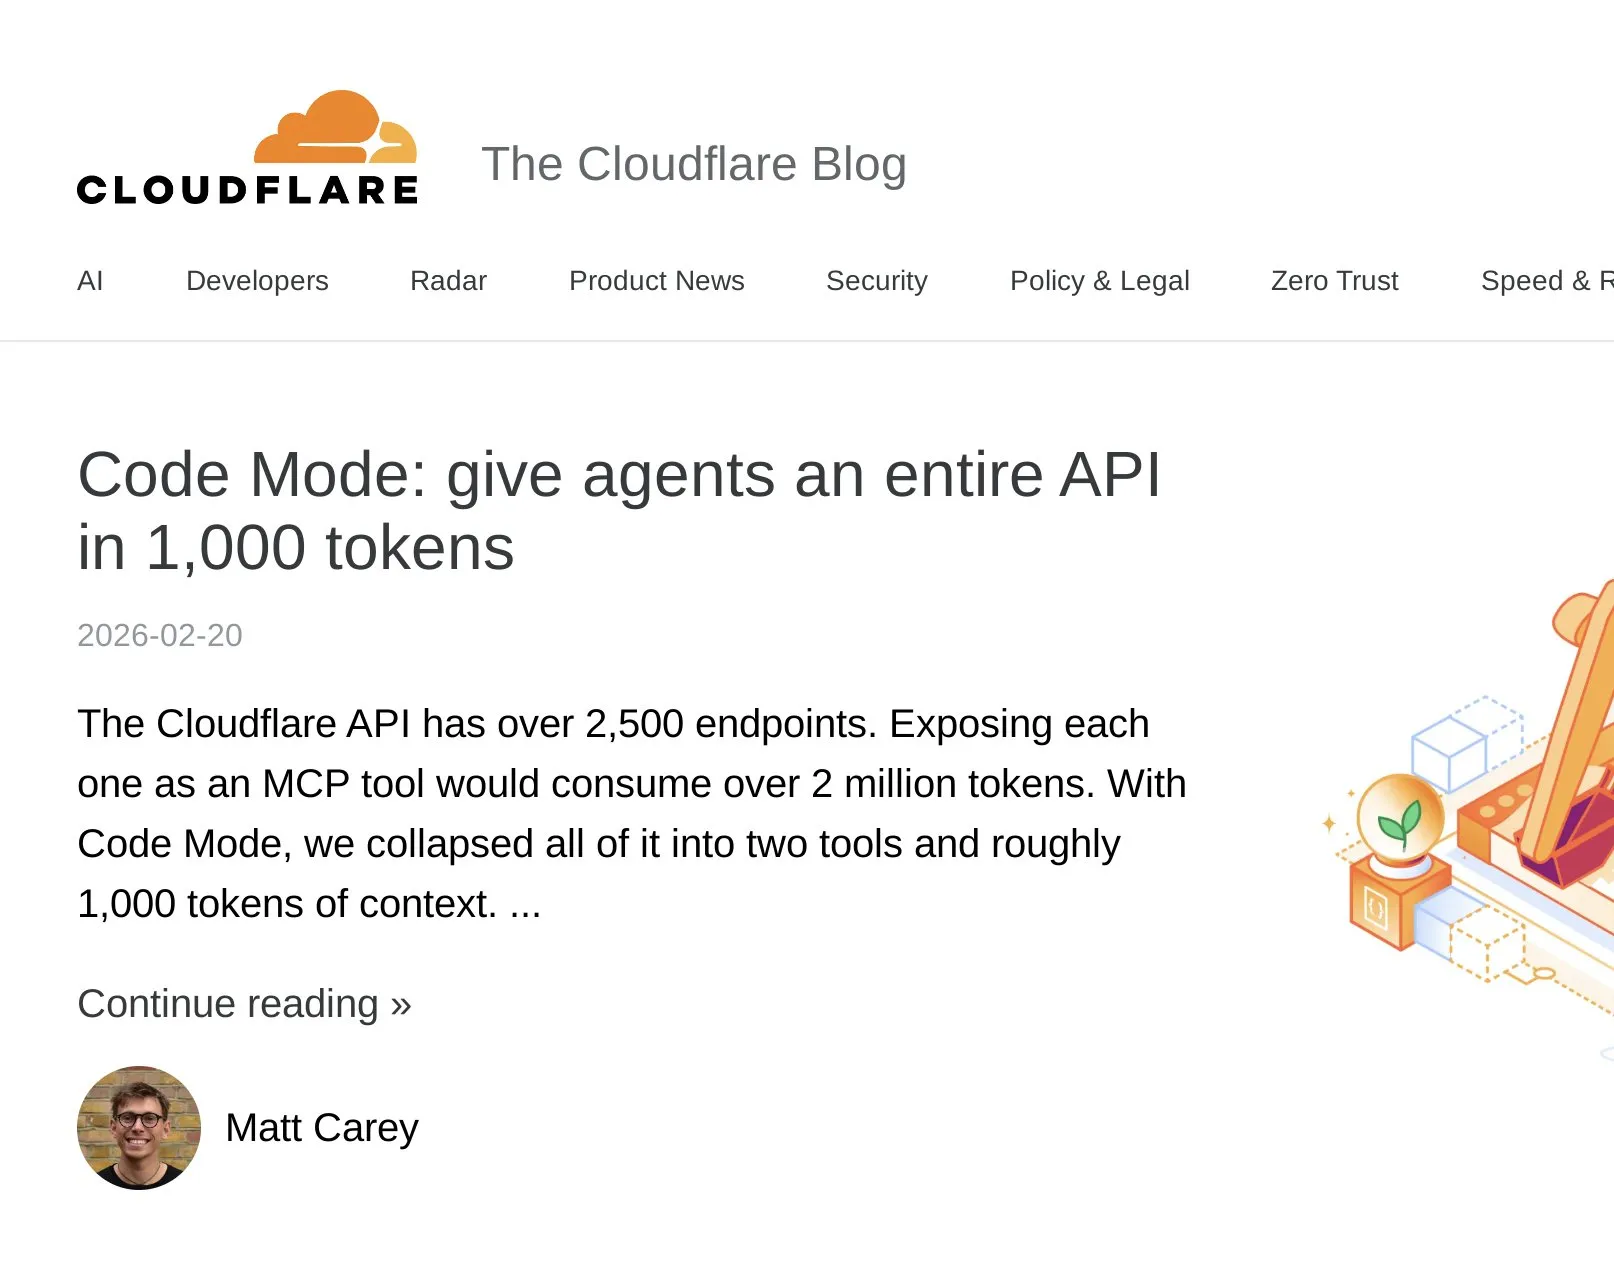 CLOUDFLARE
The Cloudflare Blog
AI Developers Radar Product News Security Policy & Legal Zero Trust Speed & R
Code Mode: give agents an entire API
in 1,000 tokens
2026-02-20
The Cloudflare API has over 2,500 endpoints. Exposing each
one as an MCP tool would consume over 2 million tokens. With
Code Mode, we collapsed all of it into two tools and roughly
1,000 tokens of context. ...
Continue reading »
Matt Carey